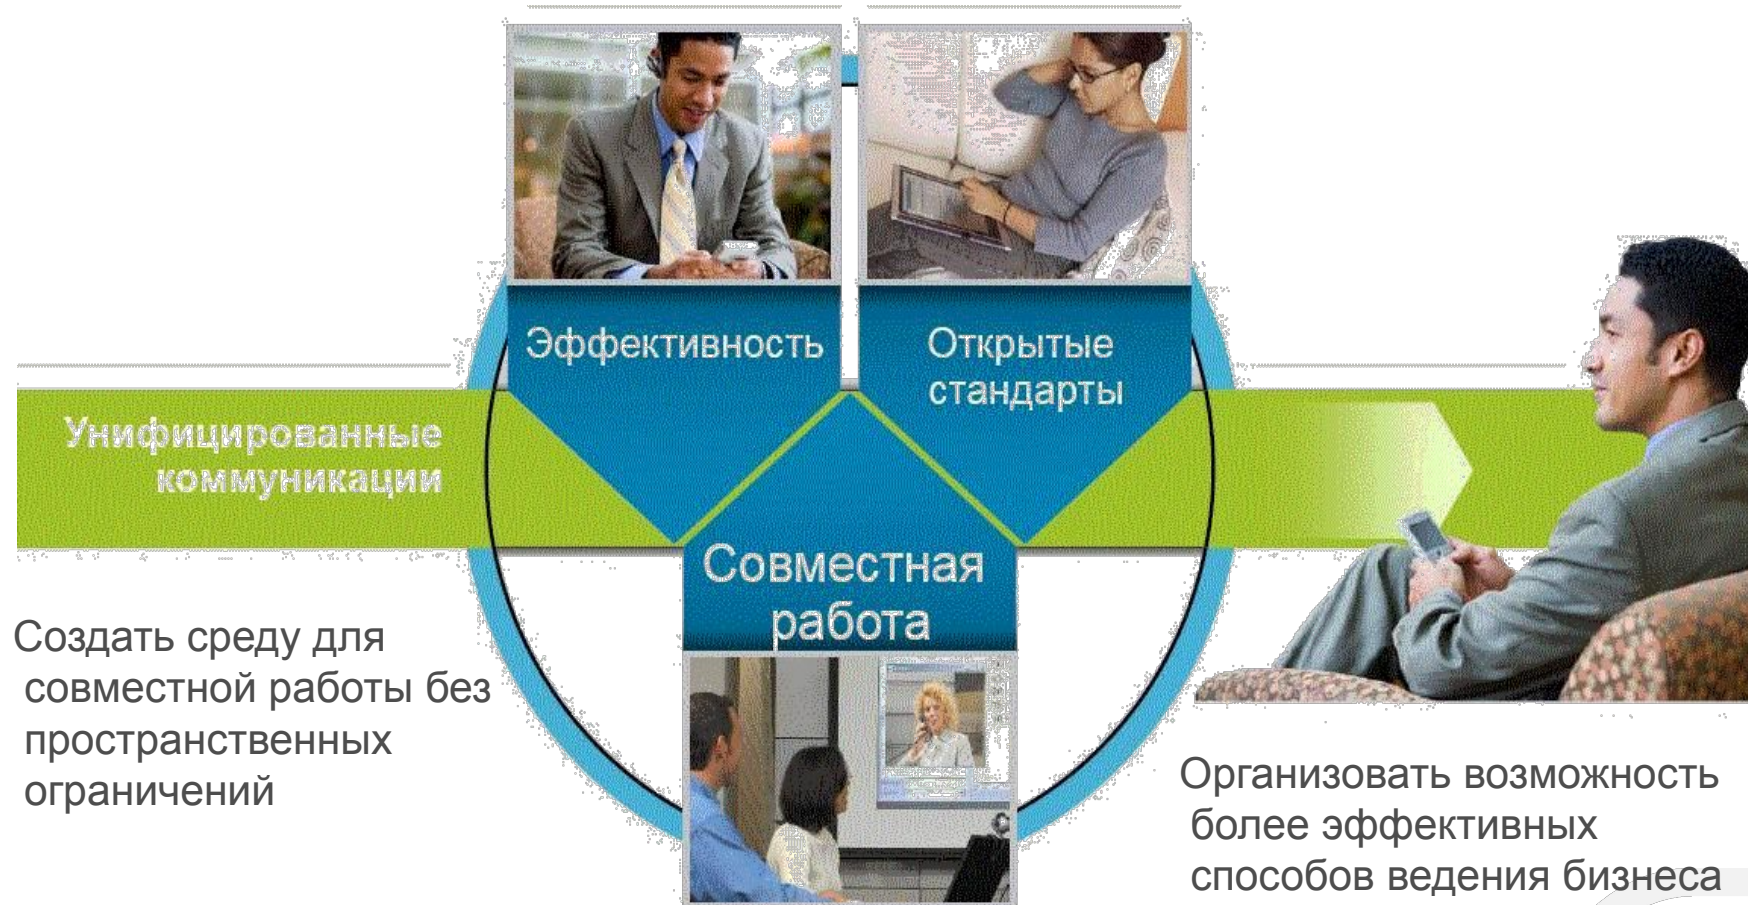 Эффективность
Открытые
стандарты
Унифицированные
коммуникации
Совместная
работа
Создать среду для
совместной работы без
пространственных
ограничений
Организовать возможность
более эффективных
способов ведения бизнеса